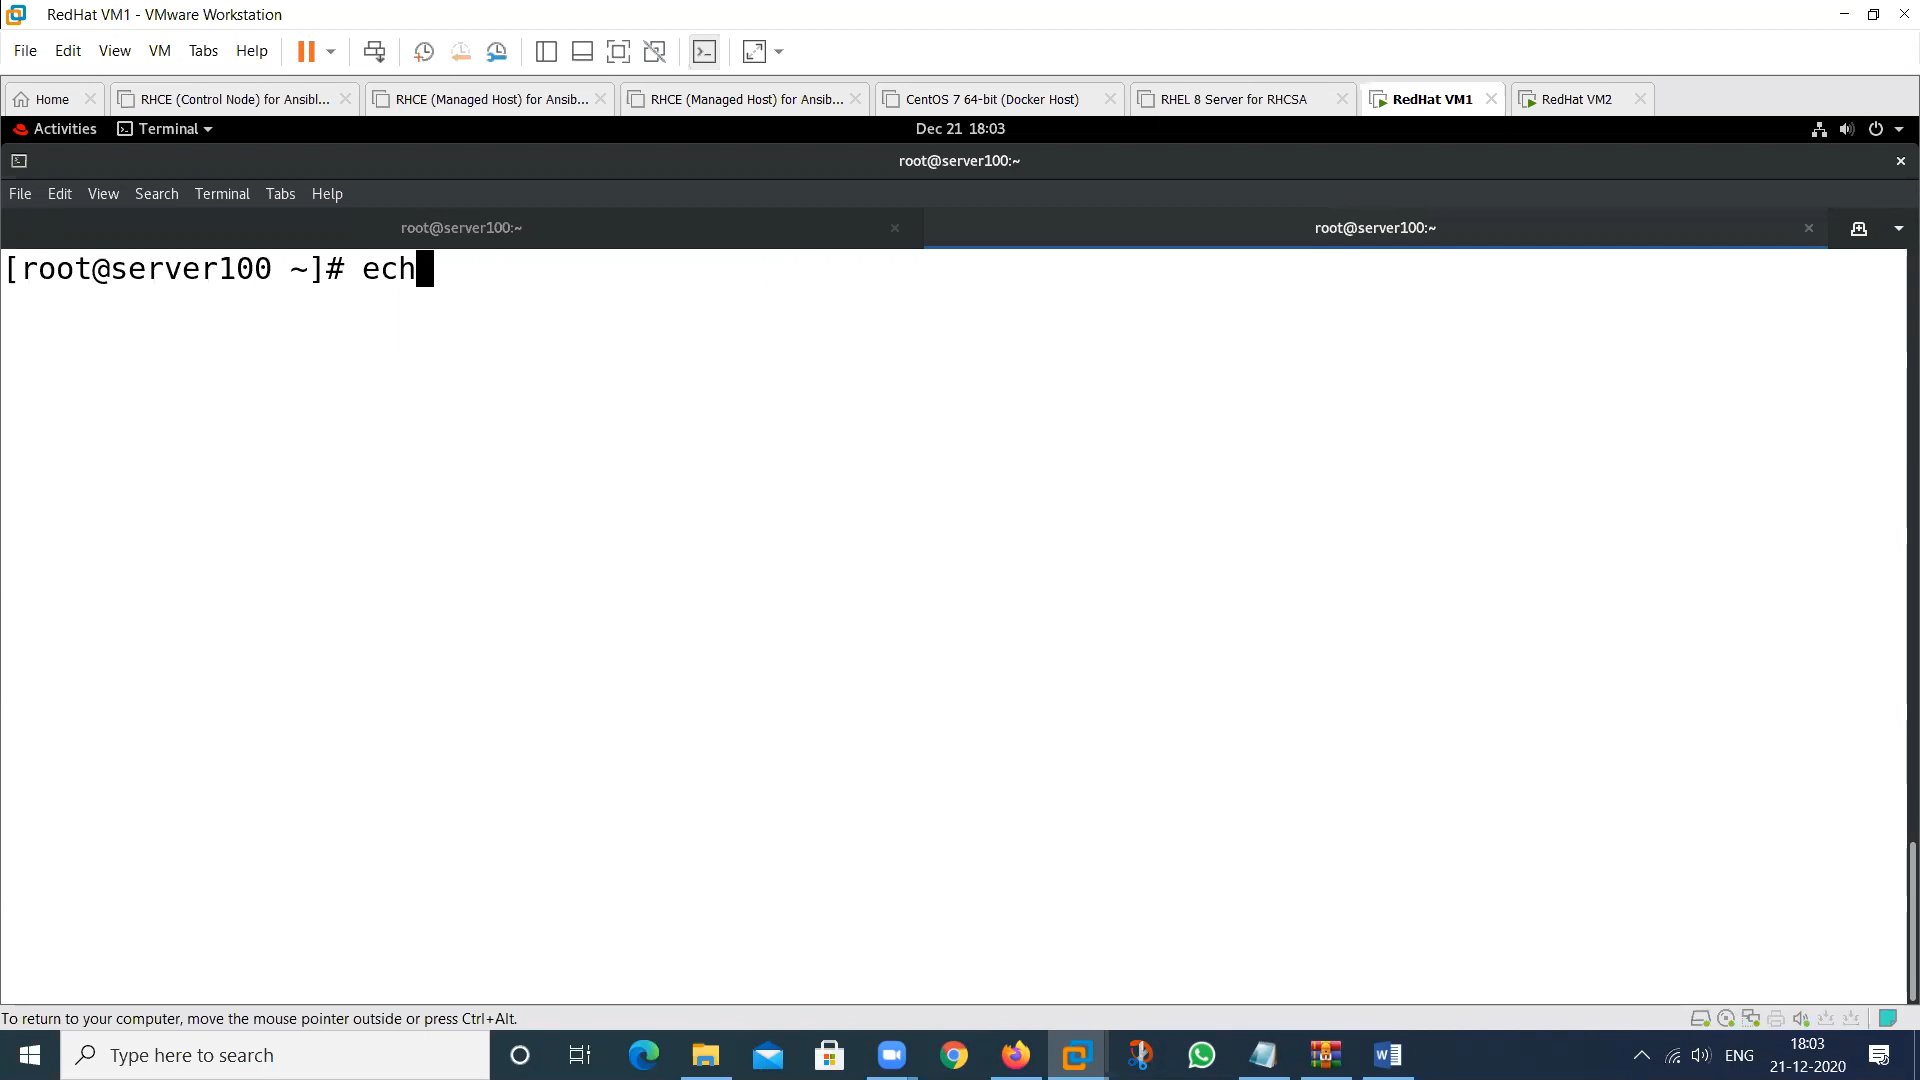 RedHat VM1 - VMware Workstation
File Edit View VM Tabs Help
Home RHCE (Control Node) for Ansibl... RHCE (Managed Host) for Ansib... RHCE (Managed Host) for Ansib... CentOS 7 64-bit (Docker Host) RHEL 8 Server for RHCSA RedHat VM1 RedHat VM2
Activities Terminal Dec 21 18:03
root@server100:~
File Edit View Search Terminal Tabs Help
root@server100:~ root@server100:~
[root@server100 ~]# ech
To return to your computer, move the mouse pointer outside or press Ctrl+Alt.
Type here to search ENG 18:03
21-12-2020